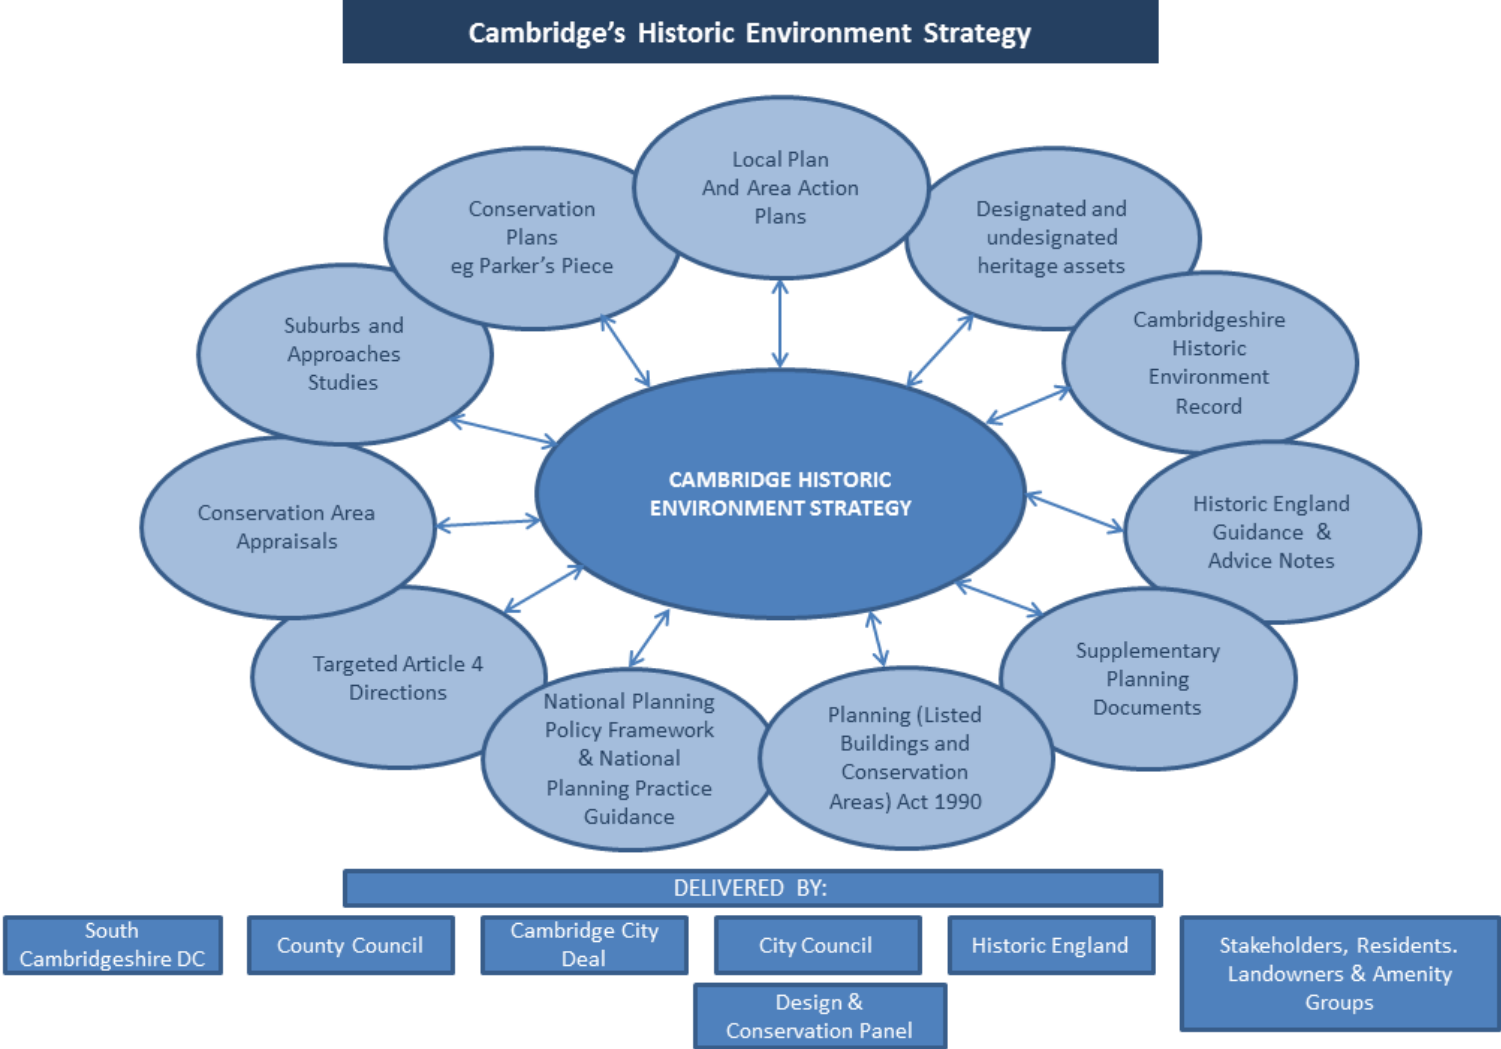 Cambridge's Historic Environment Strategy
Local Plan
And Area Action
Plans
Conservation
Plans
eg Parker's Piece
Designated and
undesignated
heritage assets
Suburbs and
Approaches
Studies
Cambridgeshire
Historic
Environment
Record
CAMBRIDGE HISTORIC
ENVIRONMENT STRATEGY
Conservation Area
Appraisals
Historic England
Guidance &
Advice Notes
Targeted Article 4
Directions
Supplementary
Planning
Documents
National Planning
Policy Framework
& National
Planning Practice
Guidance
Planning (Listed
Buildings and
Conservation
Areas) Act 1990
DELIVERED BY:
South
Cambridgeshire DC
County Council
Cambridge City
Deal
City Council
Historic England
Stakeholders, Residents.
Landowners & Amenity
Groups
Design &
Conservation Panel